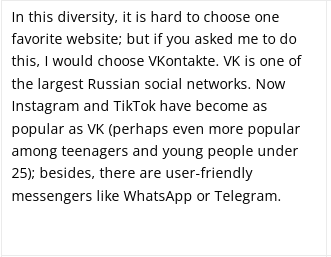 In this diversity, it is hard to choose one
favorite website; but if you asked me to do
this, I would choose VKontakte. VK is one of
the largest Russian social networks. Now
Instagram and TikTok have become as
popular as VK (perhaps even more popular
among teenagers and young people under
25); besides, there are user-friendly
messengers like WhatsApp or Telegram.